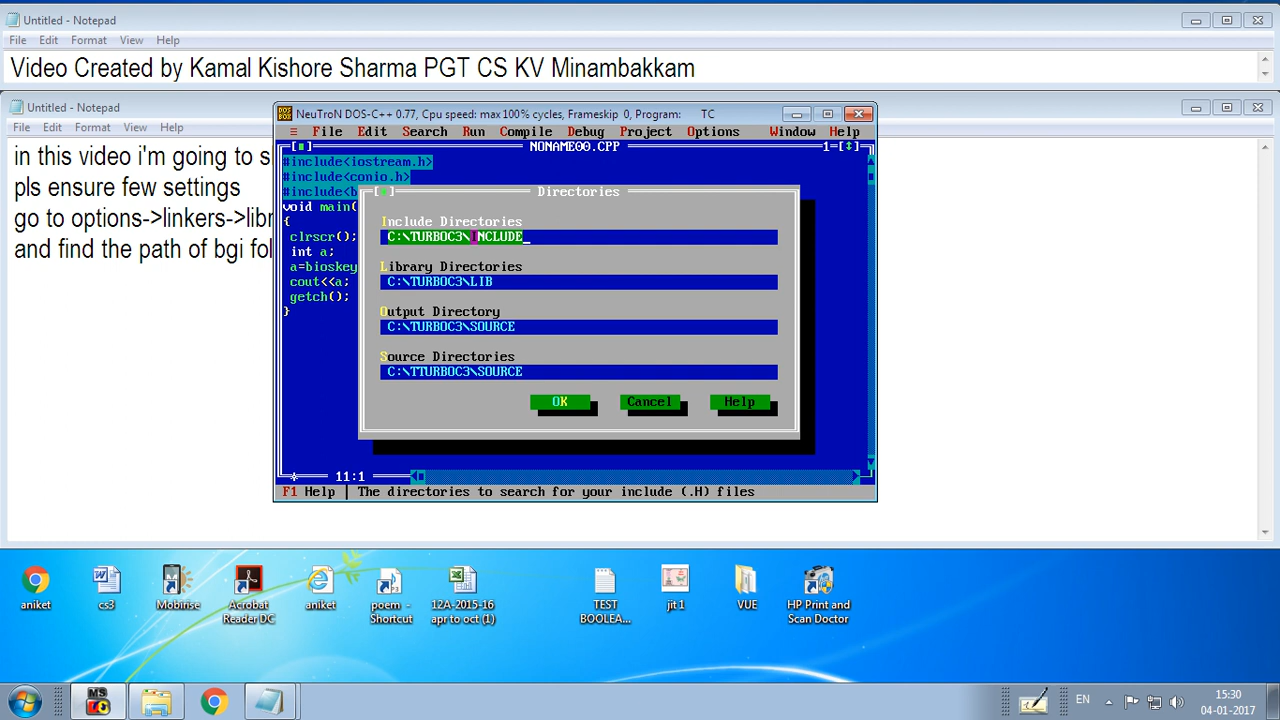 Untitled - Notepad
File Edit Format View Help
Video Created by Kamal Kishore Sharma PGT CS KV Minambakkam
Untitled - Notepad
File Edit Format View Help
in this video i'm going to s
pls ensure few settings
go to options->linkers->libr
and find the path of bgi fol
NeuTroN DOS-C++ 0.77, Cpu speed: max 100% cycles, Frameskip 0, Program: TC
≡ File Edit Search Run Compile Debug Project Options Window Help
NONAME00.CPP 1=[↕]
#include<iostream.h>
#include<conio.h>
#include<b
void main(
{
clrscr();
int a;
a=bioskey
cout<<a;
getch();
}
Directories
Include Directories
C:\TURBOC3\INCLUDE
Library Directories
C:\TURBOC3\LIB
Output Directory
C:\TURBOC3\SOURCE
Source Directories
C:\TTURBOC3\SOURCE
OK Cancel Help
11:1
F1 Help | The directories to search for your include (.H) files
aniket
cs3
Mobirise
Acrobat Reader DC
aniket
poem - Shortcut
12A-2015-16 apr to oct (1)
TEST BOOLEA...
jit 1
VUE
HP Print and Scan Doctor
EN
15:30
04-01-2017